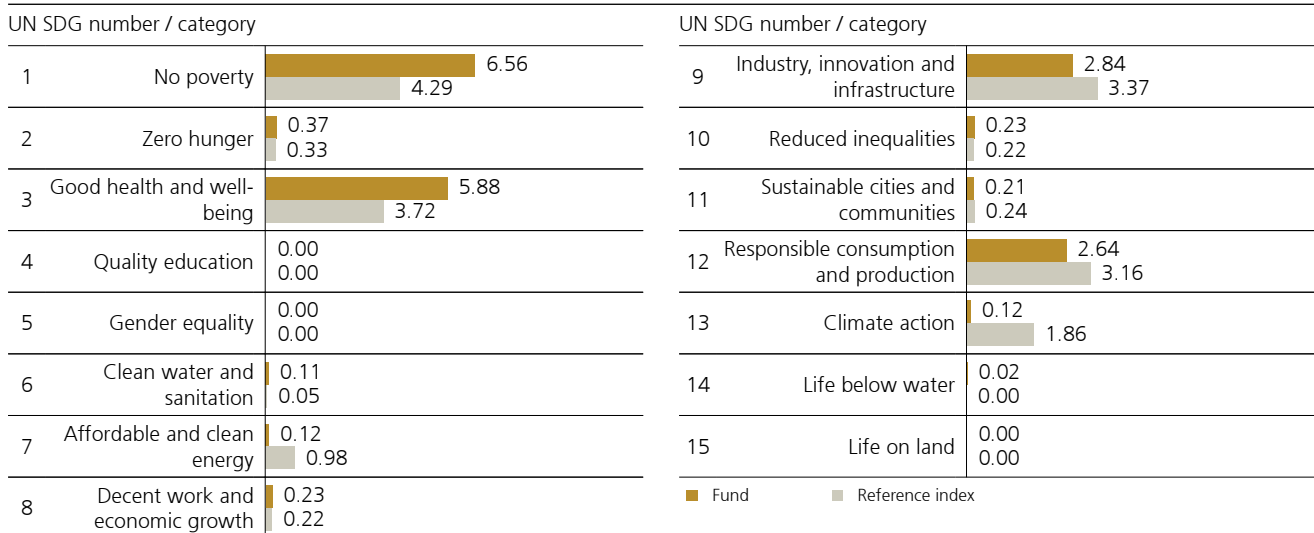 UN SDG number / category
1
No poverty
6.56
4.29
2
Zero hunger
0.37
0.33
3
Good health and well-
being
5.88
3.72
4
Quality education
0.00
0.00
5
Gender equality
0.00
0.00
6
Clean water and
sanitation
0.11
0.05
7
Affordable and clean
energy
0.12
0.98
8
Decent work and
economic growth
0.23
0.22
UN SDG number / category
9
Industry, innovation and
infrastructure
2.84
3.37
10
Reduced inequalities
0.23
0.22
11
Sustainable cities and
communities
0.21
0.24
12
Responsible consumption
and production
2.64
3.16
13
Climate action
0.12
1.86
14
Life below water
0.02
0.00
15
Life on land
0.00
0.00
Fund
Reference index